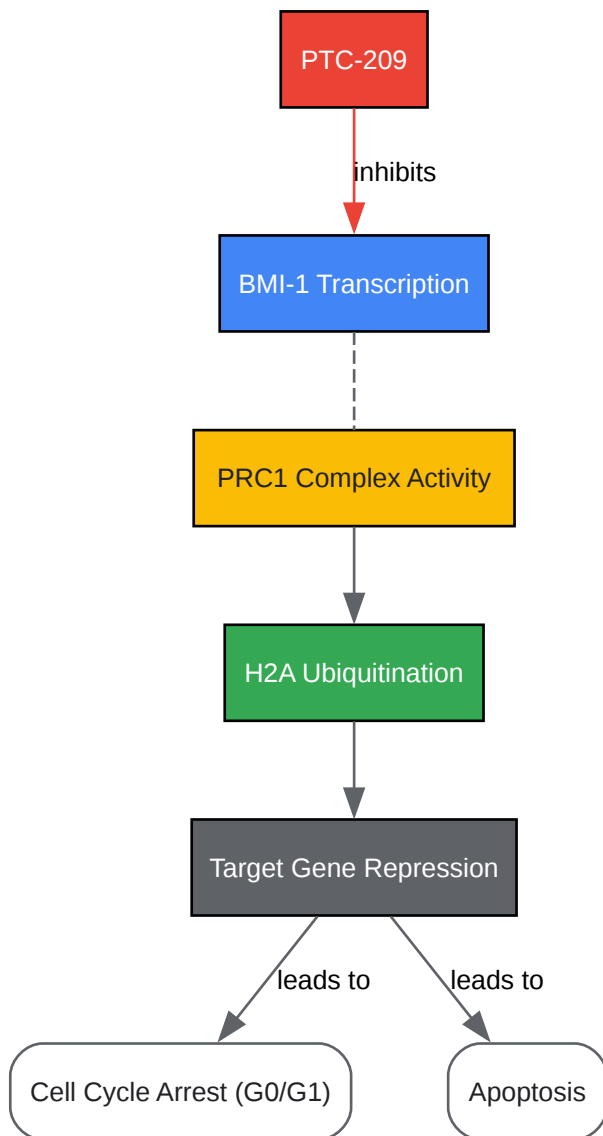 PTC-209
inhibits
BMI-1 Transcription
PRC1 Complex Activity
H2A Ubiquitination
Target Gene Repression
leads to
leads to
Cell Cycle Arrest (G0/G1)
Apoptosis